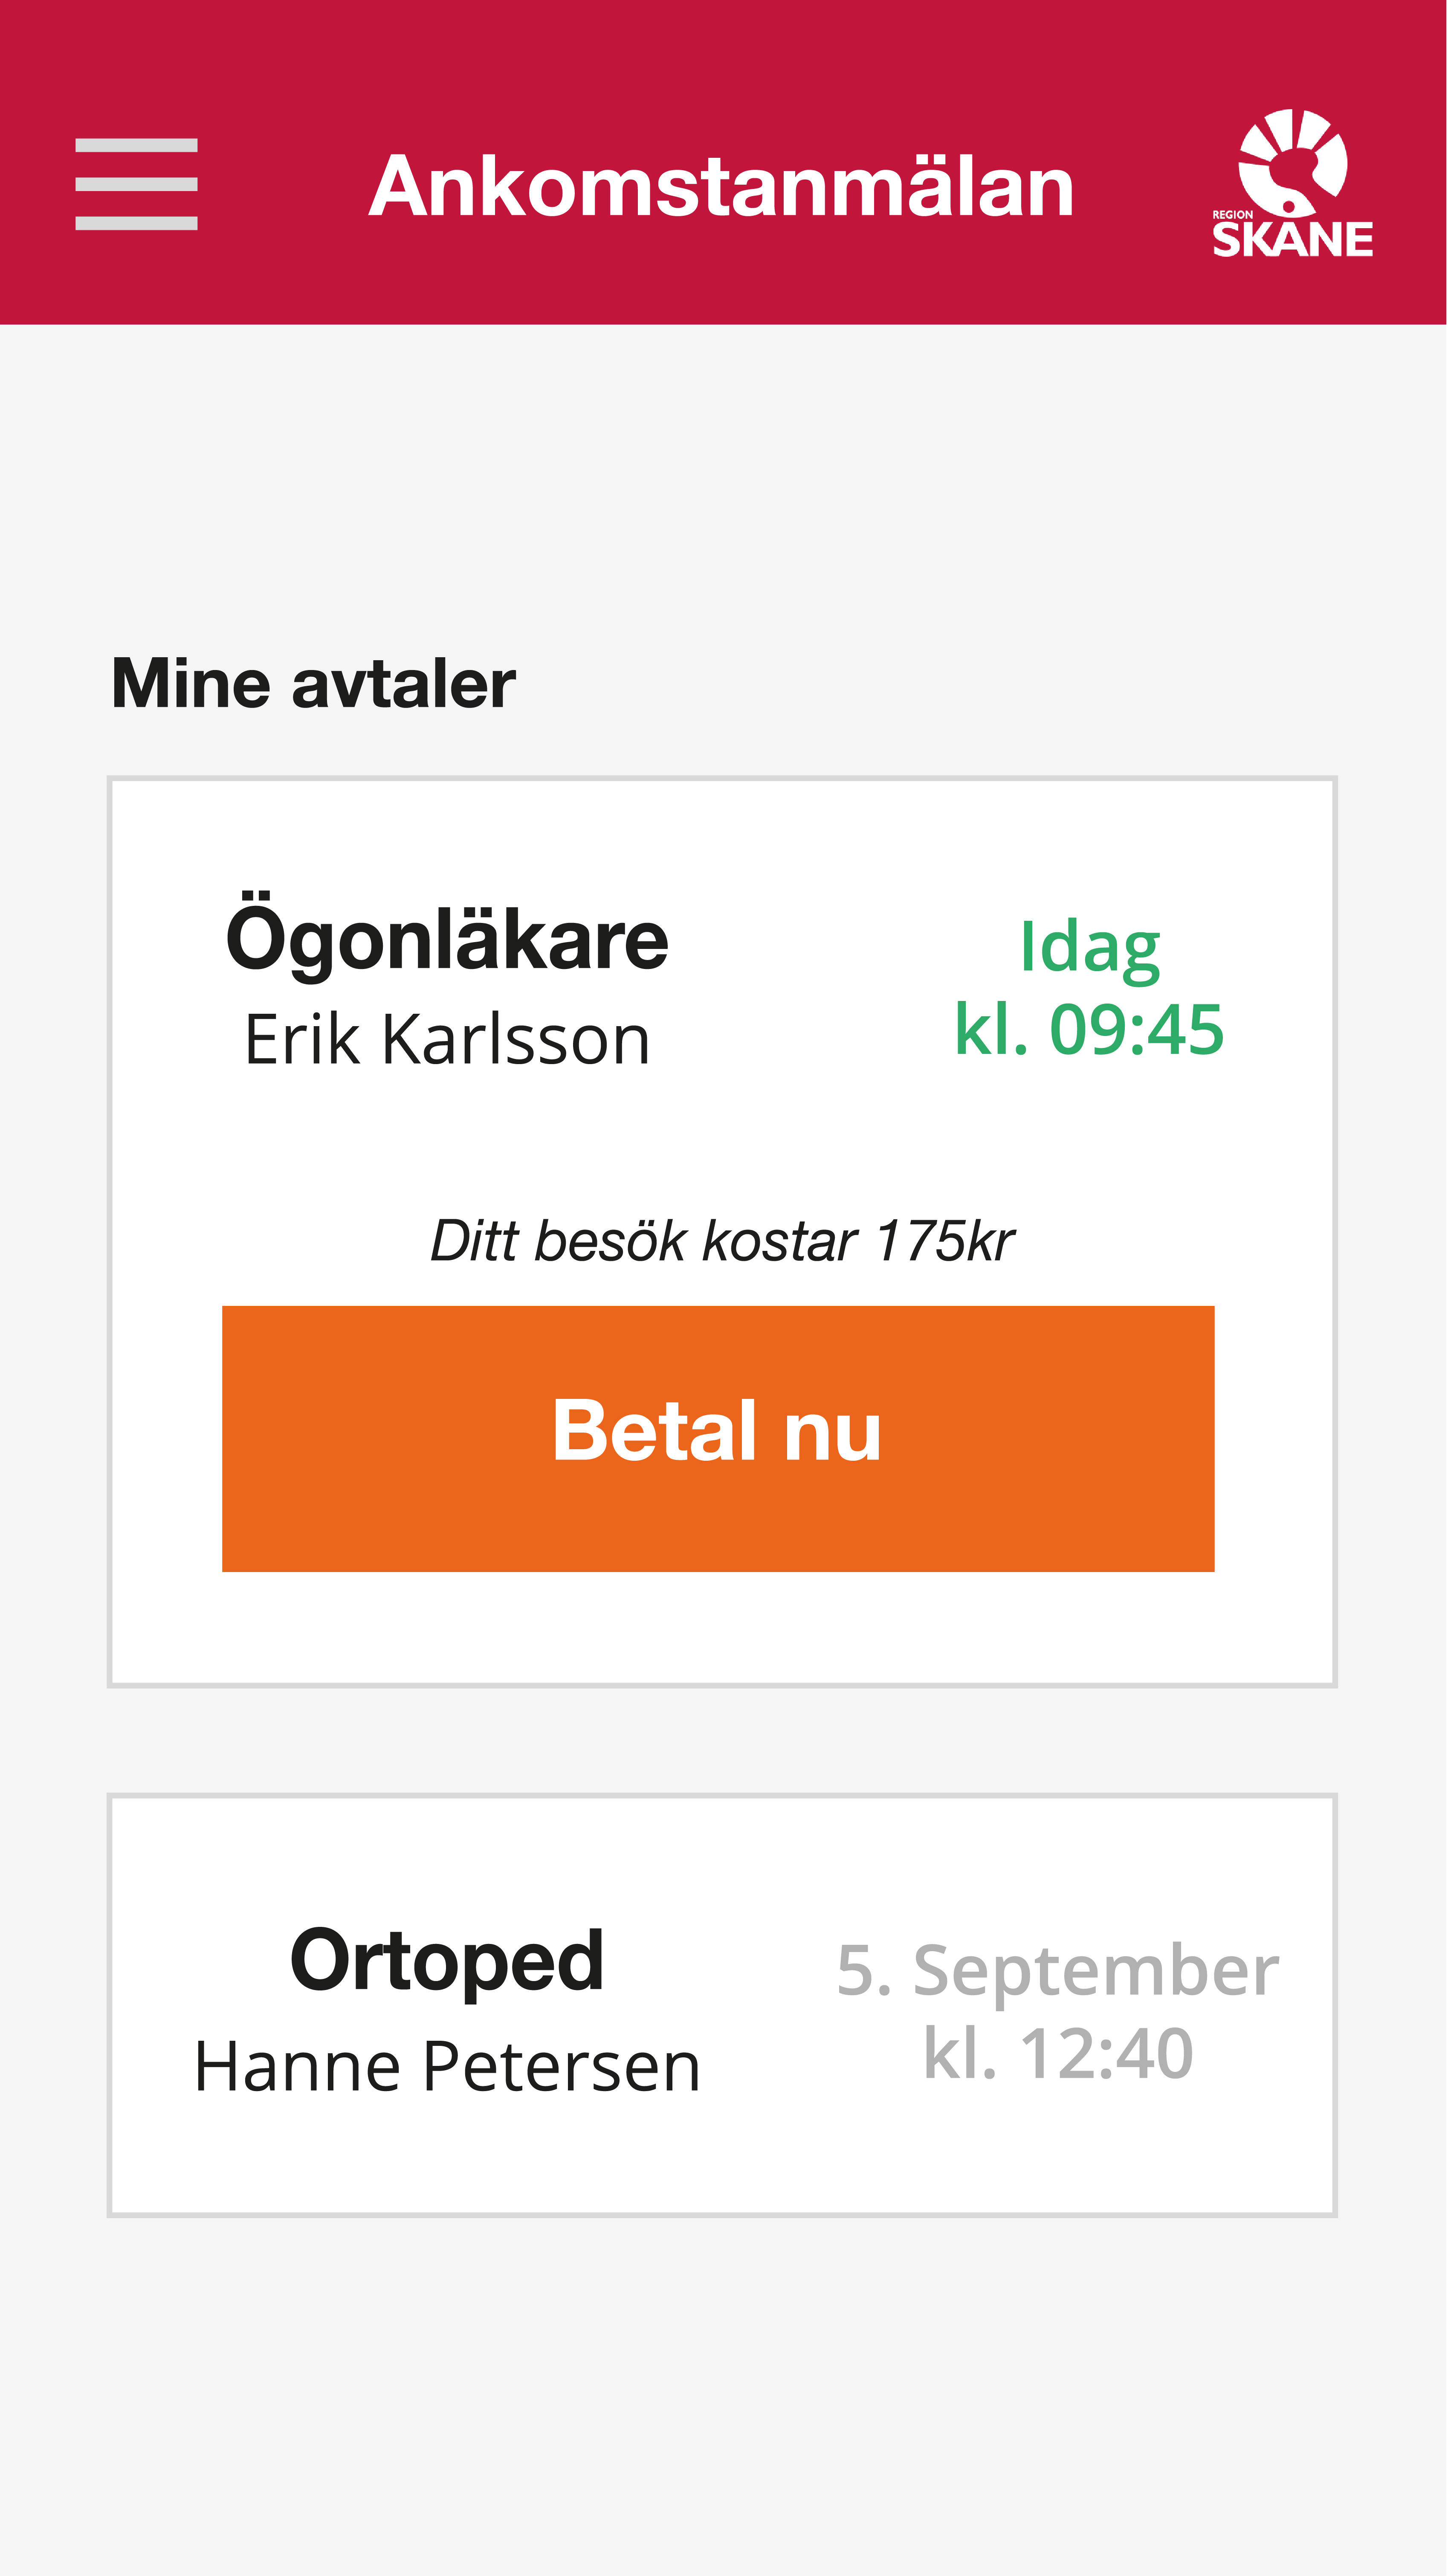 Ankomstanmälan
REGION
SKANE
Mine avtaler
Ögonläkare
Erik Karlsson
Idag
kl. 09:45
Ditt besök kostar 175kr
Betal nu
Ortoped
Hanne Petersen
5. September
kl. 12:40